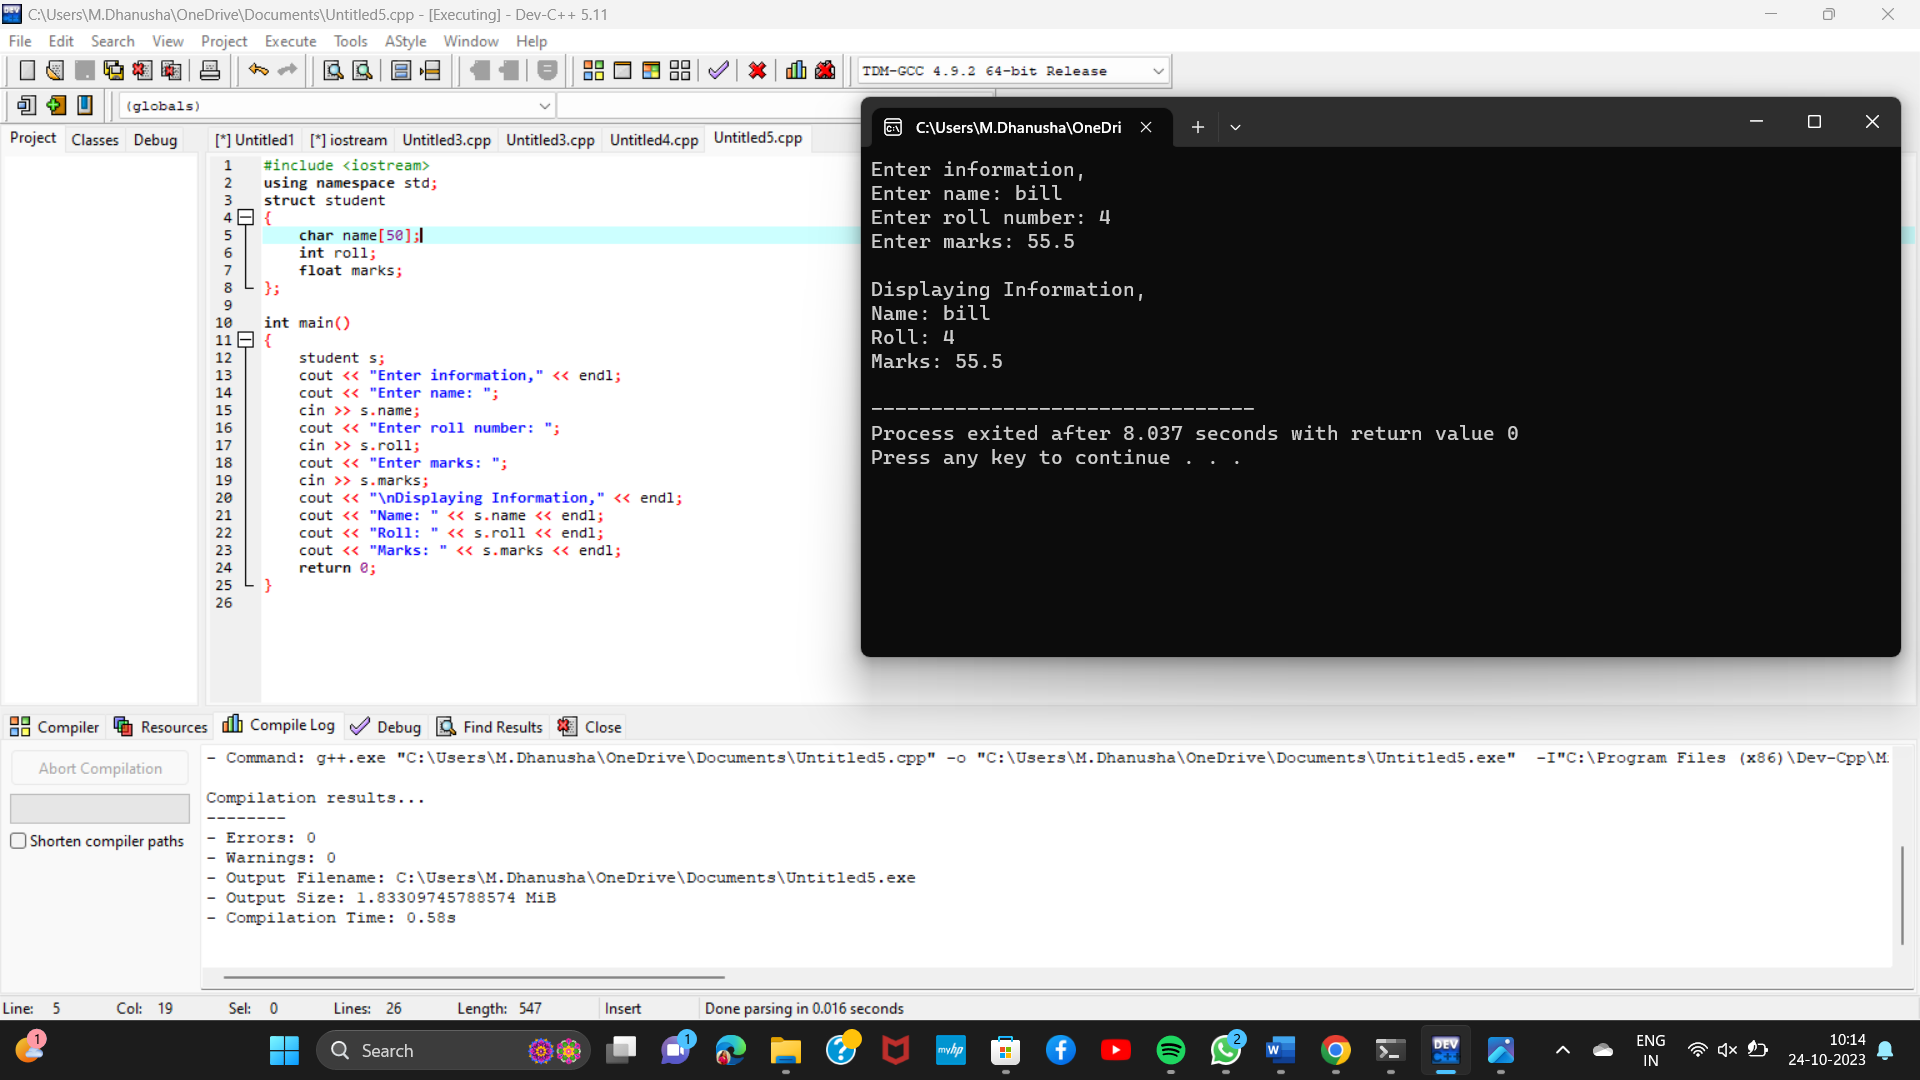 C:\Users\M.Dhanusha\OneDrive\Documents\Untitled5.cpp - [Executing] - Dev-C++ 5.11
File Edit Search View Project Execute Tools AStyle Window Help
TDM-GCC 4.9.2 64-bit Release
(globals)
Project Classes Debug
[*] Untitled1 [*] iostream Untitled3.cpp Untitled3.cpp Untitled4.cpp Untitled5.cpp
1 #include <iostream>
2 using namespace std;
3 struct student
4 {
5 char name[50];
6 int roll;
7 float marks;
8 };
9
10 int main()
11 {
12 student s;
13 cout << "Enter information," << endl;
14 cout << "Enter name: ";
15 cin >> s.name;
16 cout << "Enter roll number: ";
17 cin >> s.roll;
18 cout << "Enter marks: ";
19 cin >> s.marks;
20 cout << "\nDisplaying Information," << endl;
21 cout << "Name: " << s.name << endl;
22 cout << "Roll: " << s.roll << endl;
23 cout << "Marks: " << s.marks << endl;
24 return 0;
25 }
26
C:\Users\M.Dhanusha\OneDri
Enter information,
Enter name: bill
Enter roll number: 4
Enter marks: 55.5
Displaying Information,
Name: bill
Roll: 4
Marks: 55.5
--------------------------------
Process exited after 8.037 seconds with return value 0
Press any key to continue . . .
Compiler Resources Compile Log Debug Find Results Close
Abort Compilation
Shorten compiler paths
- Command: g++.exe "C:\Users\M.Dhanusha\OneDrive\Documents\Untitled5.cpp" -o "C:\Users\M.Dhanusha\OneDrive\Documents\Untitled5.exe" -I"C:\Program Files (x86)\Dev-Cpp\M
Compilation results...
--------
- Errors: 0
- Warnings: 0
- Output Filename: C:\Users\M.Dhanusha\OneDrive\Documents\Untitled5.exe
- Output Size: 1.83309745788574 MiB
- Compilation Time: 0.58s
Line: 5 Col: 19 Sel: 0 Lines: 26 Length: 547 Insert Done parsing in 0.016 seconds
1
Search
1
myhp
2
W
DEV C++
ENG
IN
10:14
24-10-2023